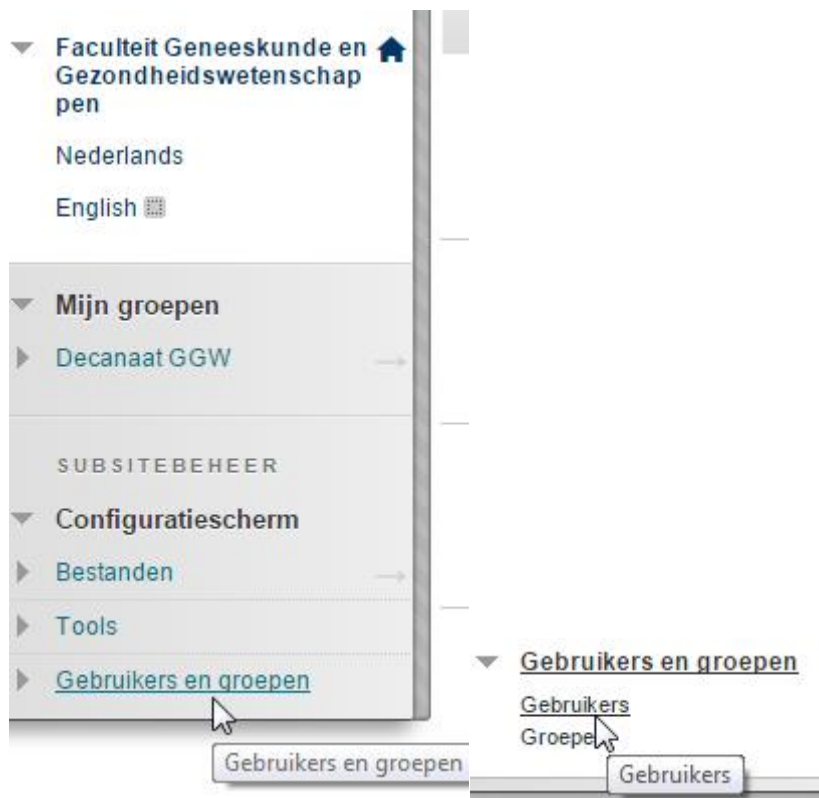 Faculteit Geneeskunde en
Gezondheidswetenschap
pen
Nederlands
English
Mijn groepen
Decanaat GGW
SUBSITEBEHEER
Configuratiescherm
Bestanden
Tools
Gebruikers en groepen
Gebruikers en groepen
Gebruikers en groepen
Gebruikers
Groepe
Gebruikers